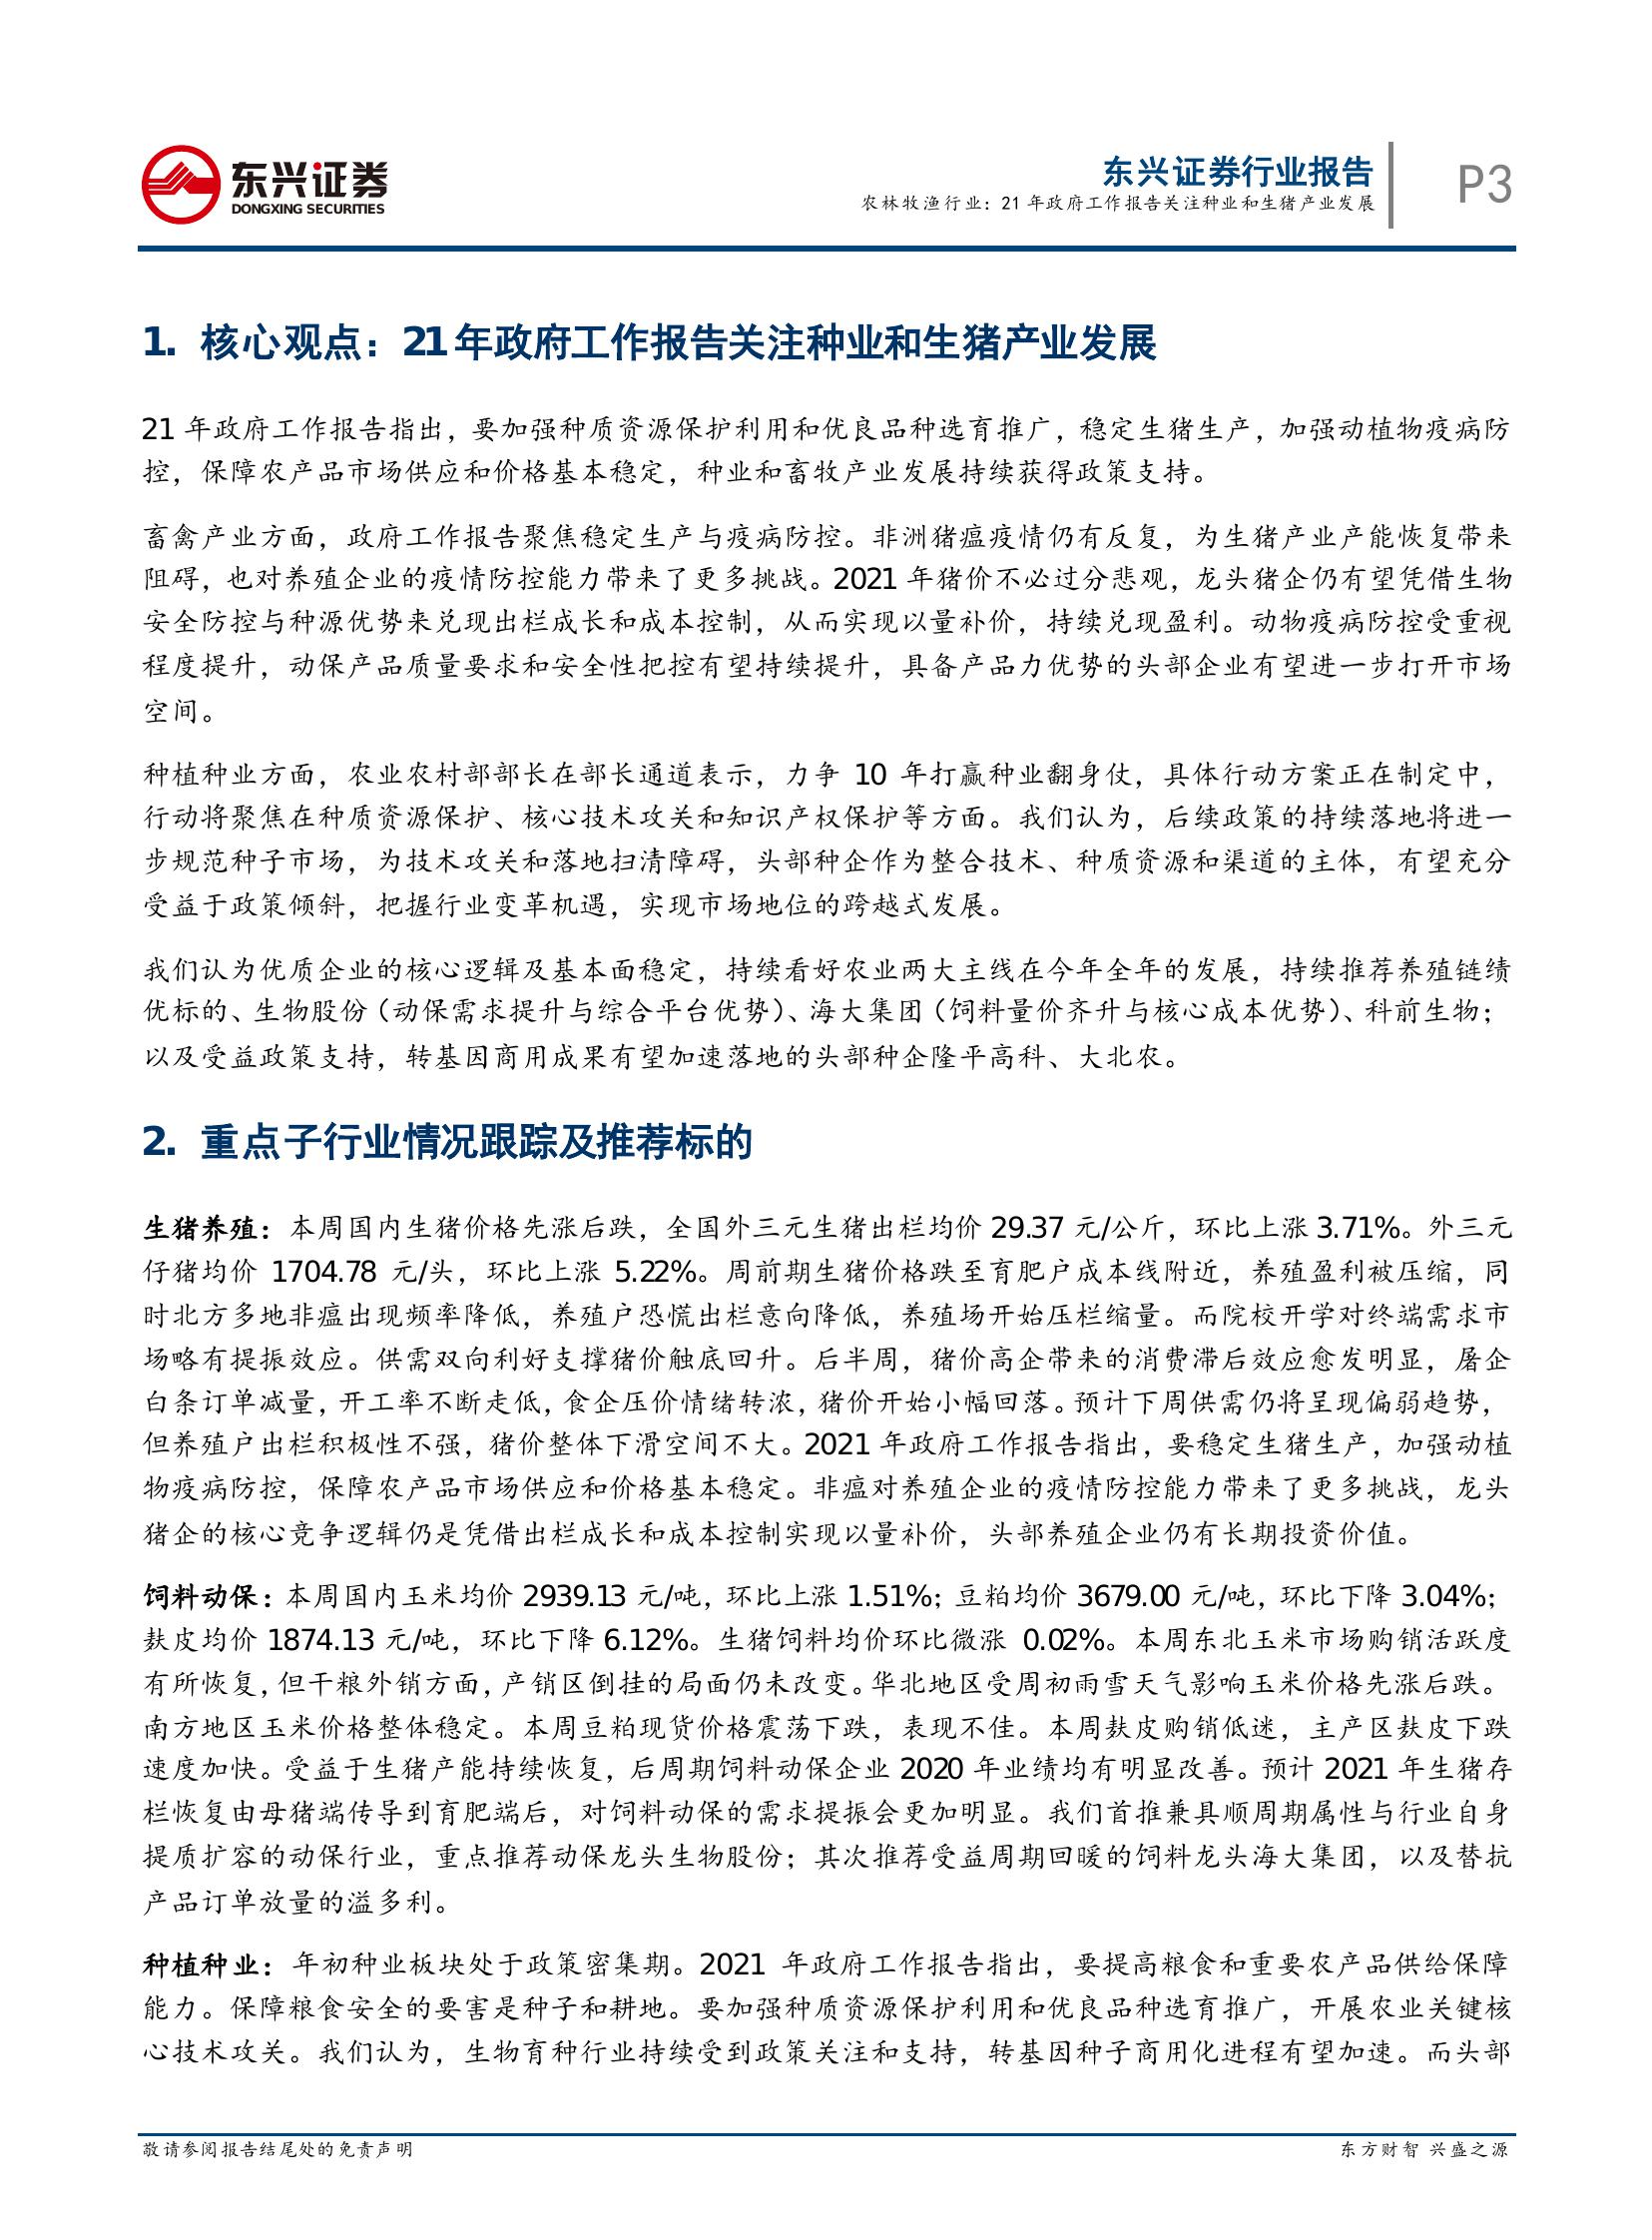 东兴证券
DONGXING SECURITIES
东兴证券行业报告
农林牧渔行业：21 年政府工作报告关注种业和生猪产业发展
P3
1. 核心观点：21 年政府工作报告关注种业和生猪产业发展
21 年政府工作报告指出，要加强种质资源保护利用和优良品种选育推广，稳定生猪生产，加强动植物疫病防
控，保障农产品市场供应和价格基本稳定，种业和畜牧产业发展持续获得政策支持。
畜禽产业方面，政府工作报告聚焦稳定生产与疫病防控。非洲猪瘟疫情仍有反复，为生猪产业产能恢复带来
阻碍，也对养殖企业的疫情防控能力带来了更多挑战。2021 年猪价不必过分悲观，龙头猪企仍有望凭借生物
安全防控与种源优势来兑现出栏成长和成本控制，从而实现以量补价，持续兑现盈利。动物疫病防控受重视
程度提升，动保产品质量要求和安全性把控有望持续提升，具备产品力优势的头部企业有望进一步打开市场
空间。
种植种业方面，农业农村部部长在部长通道表示，力争 10 年打赢种业翻身仗，具体行动方案正在制定中，
行动将聚焦在种质资源保护、核心技术攻关和知识产权保护等方面。我们认为，后续政策的持续落地将进一
步规范种子市场，为技术攻关和落地扫清障碍，头部种企作为整合技术、种质资源和渠道的主体，有望充分
受益于政策倾斜，把握行业变革机遇，实现市场地位的跨越式发展。
我们认为优质企业的核心逻辑及基本面稳定，持续看好农业两大主线在今年全年的发展，持续推荐养殖链绩
优标的、生物股份（动保需求提升与综合平台优势）、海大集团（饲料量价齐升与核心成本优势）、科前生物；
以及受益政策支持，转基因商用成果有望加速落地的头部种企隆平高科、大北农。
2. 重点子行业情况跟踪及推荐标的
生猪养殖：本周国内生猪价格先涨后跌，全国外三元生猪出栏均价 29.37 元/公斤，环比上涨 3.71%。外三元
仔猪均价 1704.78 元/头，环比上涨 5.22%。周前期生猪价格跌至育肥户成本线附近，养殖盈利被压缩，同
时北方多地非瘟出现频率降低，养殖户恐慌出栏意向降低，养殖场开始压栏缩量。而院校开学对终端需求市
场略有提振效应。供需双向利好支撑猪价触底回升。后半周，猪价高企带来的消费滞后效应愈发明显，屠企
白条订单减量，开工率不断走低，食企压价情绪转浓，猪价开始小幅回落。预计下周供需仍将呈现偏弱趋势，
但养殖户出栏积极性不强，猪价整体下滑空间不大。2021 年政府工作报告指出，要稳定生猪生产，加强动植
物疫病防控，保障农产品市场供应和价格基本稳定。非瘟对养殖企业的疫情防控能力带来了更多挑战，龙头
猪企的核心竞争逻辑仍是凭借出栏成长和成本控制实现以量补价，头部养殖企业仍有长期投资价值。
饲料动保：本周国内玉米均价 2939.13 元/吨，环比上涨 1.51%；豆粕均价 3679.00 元/吨，环比下降 3.04%；
麸皮均价 1874.13 元/吨，环比下降 6.12%。生猪饲料均价环比微涨 0.02%。本周东北玉米市场购销活跃度
有所恢复，但干粮外销方面，产销区倒挂的局面仍未改变。华北地区受周初雨雪天气影响玉米价格先涨后跌。
南方地区玉米价格整体稳定。本周豆粕现货价格震荡下跌，表现不佳。本周麸皮购销低迷，主产区麸皮下跌
速度加快。受益于生猪产能持续恢复，后周期饲料动保企业 2020 年业绩均有明显改善。预计 2021 年生猪存
栏恢复由母猪端传导到育肥端后，对饲料动保的需求提振会更加明显。我们首推兼具顺周期属性与行业自身
提质扩容的动保行业，重点推荐动保龙头生物股份；其次推荐受益周期回暖的饲料龙头海大集团，以及替抗
产品订单放量的溢多利。
种植种业：年初种业板块处于政策密集期。2021 年政府工作报告指出，要提高粮食和重要农产品供给保障
能力。保障粮食安全的要害是种子和耕地。要加强种质资源保护利用和优良品种选育推广，开展农业关键核
心技术攻关。我们认为，生物育种行业持续受到政策关注和支持，转基因种子商用化进程有望加速。而头部
敬请参阅报告结尾处的免责声明
东方财智 兴盛之源